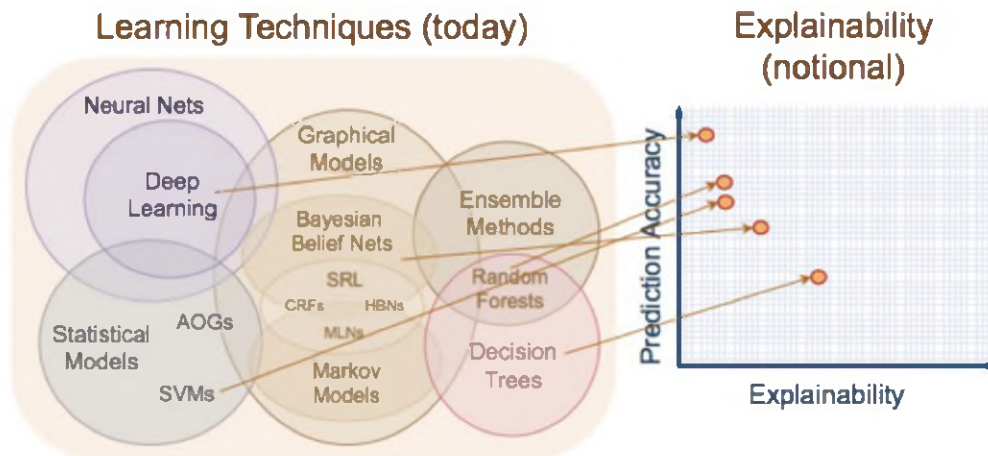 Learning Techniques (today)
Explainability
(notional)
Neural Nets
Graphical
Models
Deep
Learning
Ensemble
Methods
Bayesian
Belief Nets
SRL
Random
Forests
CRFs
HBNs
AOGs
MLNs
Statistical
Models
Decision
Trees
Markov
Models
SVMs
Prediction Accuracy
Explainability